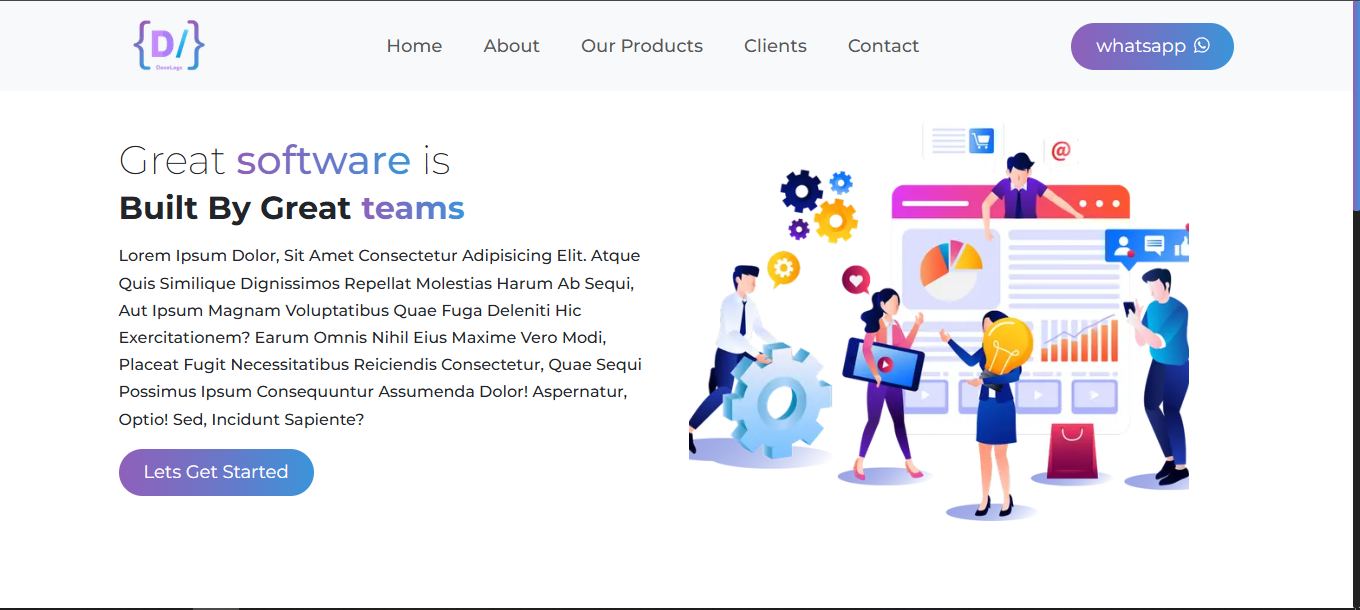 {D/}
Home
About
Our Products
Clients
Contact
whatsapp
Great software is
Built By Great teams
Lorem Ipsum Dolor, Sit Amet Consectetur Adipisicing Elit. Atque
Quis Similique Dignissimos Repellat Molestias Harum Ab Sequi,
Aut Ipsum Magnam Voluptatibus Quae Fuga Deleniti Hic
Exercitationem? Earum Omnis Nihil Eius Maxime Vero Modi,
Placeat Fugit Necessitatibus Reiciendis Consectetur, Quae Sequi
Possimus Ipsum Consequuntur Assumenda Dolor! Aspernatur,
Optio! Sed, Incidunt Sapiente?
Lets Get Started
@